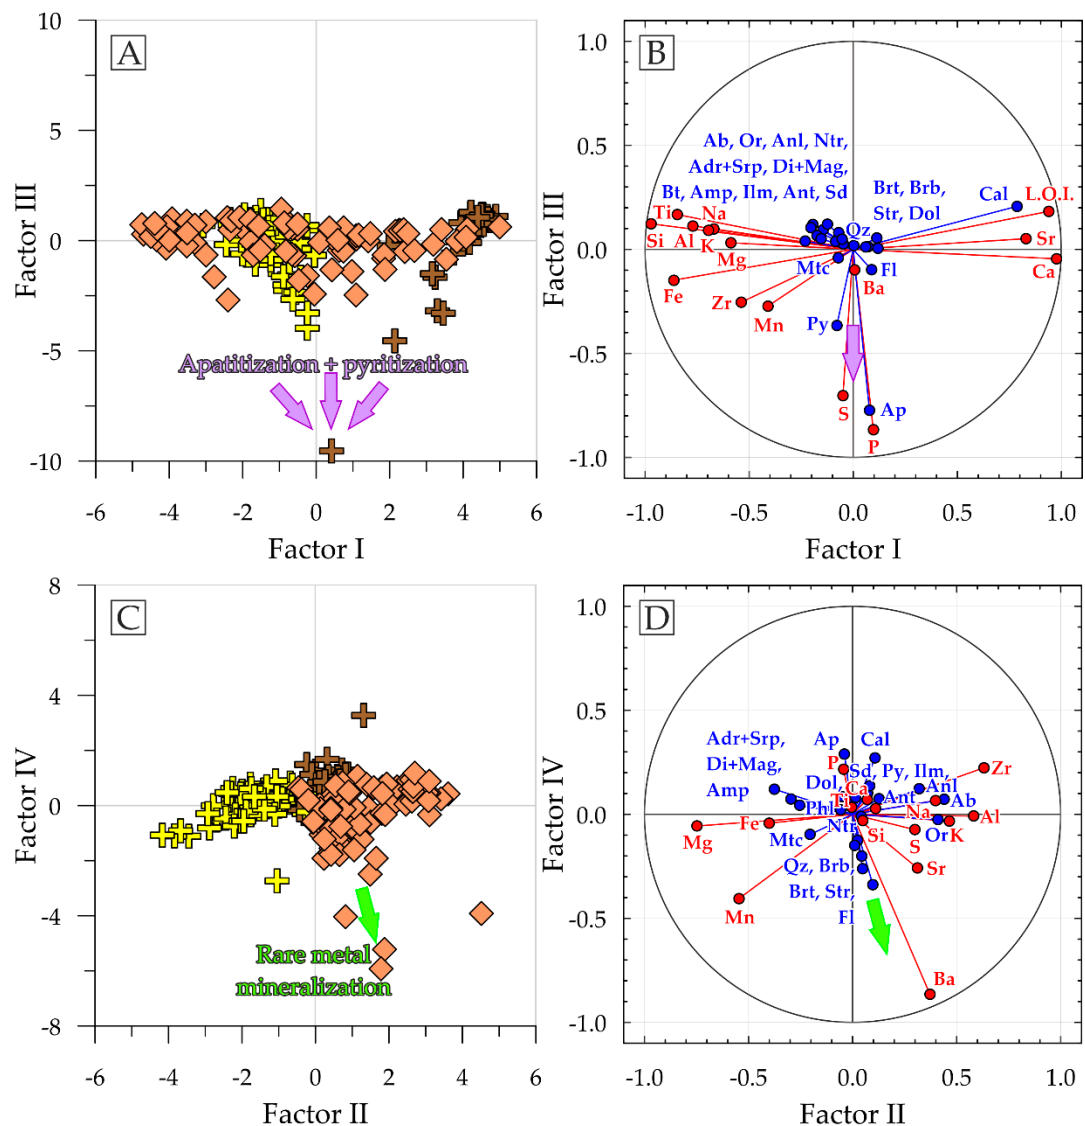 A
10
5
0
-5
-10
Factor III
Apatitization + pyritization
-6
-4
-2
0
2
4
6
Factor I
B
1.0
0.5
0.0
-0.5
-1.0
Factor III
Ab, Or, Anl, Ntr,
Adr+Srp, Di+Mag,
Bt, Amp, Ilm, Ant, Sd
Brt, Brb,
Str, Dol
Cal
L.O.I.
Ti
Na
Qz
Sr
Si
Al
K
Mg
Mtc
Fl
Ca
Ba
Fe
Zr
Mn
Py
S
Ap
P
-1.0
-0.5
0.0
0.5
1.0
Factor I
C
8
4
0
-4
-8
Factor IV
Rare metal
mineralization
-6
-4
-2
0
2
4
6
Factor II
D
1.0
0.5
0.0
-0.5
-1.0
Factor IV
Adr+Srp,
Di+Mag,
Amp
Ap
Cal
P
Sd, Py, Ilm,
Zr
Dol,
Ca
Anl
Phl
Ti
Ant
Na
Ab
Al
Fe
Mg
Mtc
Ntr
Si
Or
K
S
Sr
Qz, Brb,
Brt, Str,
Fl
Mn
Ba
-1.0
-0.5
0.0
0.5
1.0
Factor II